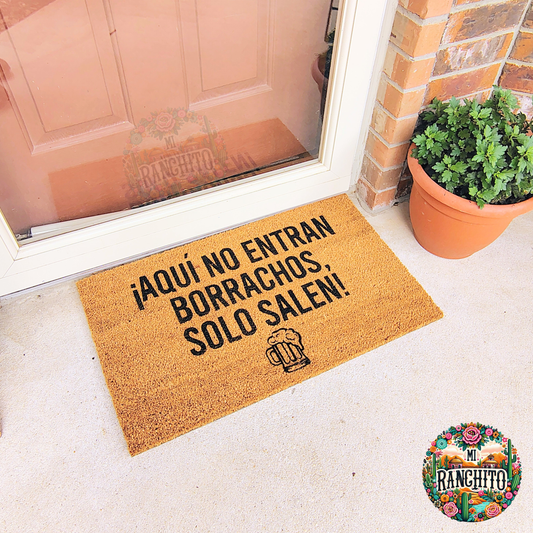 ¡AQUÍ NO ENTRAN
BORRACHOS,
SOLO SALEN!
MI
RANCHITO
MI
RANCHITO